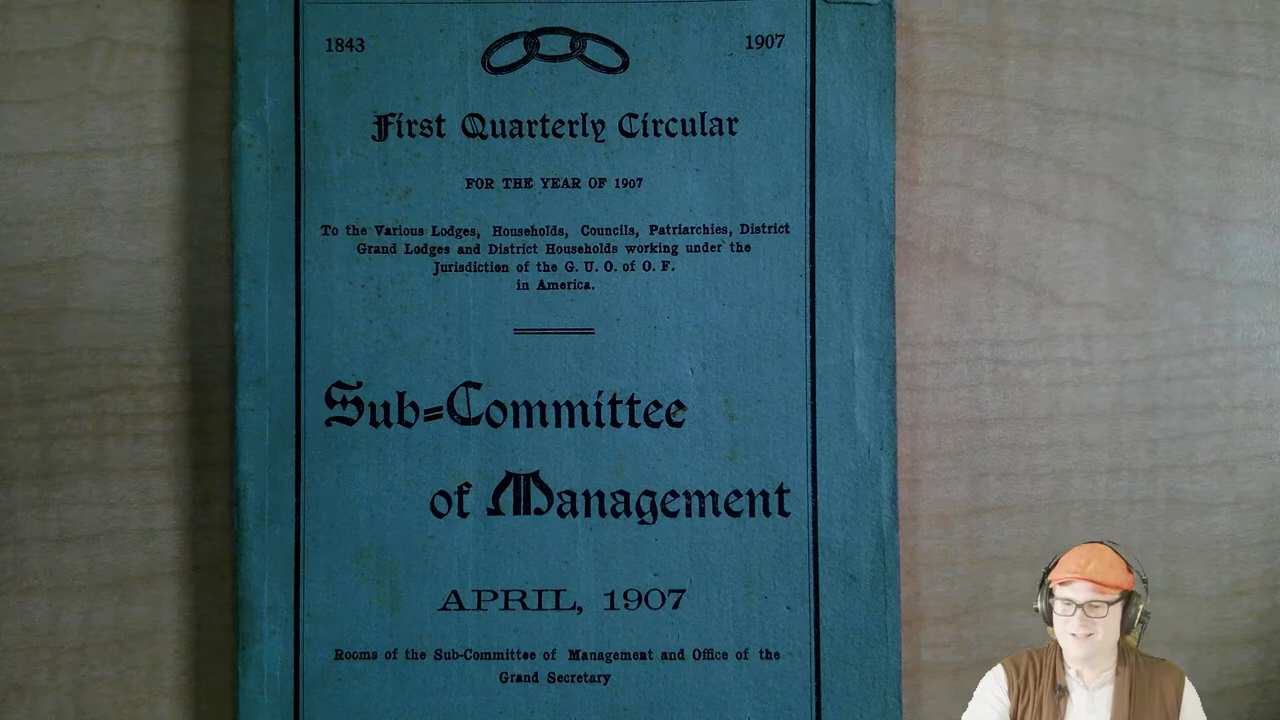 1843 1907
First Quarterly Circular
FOR THE YEAR OF 1907
To the Various Lodges, Households, Councils, Patriarchies, District
Grand Lodges and District Households working under the
Jurisdiction of the G. U. O. of O. F.
in America.
Sub=Committee
of Management
APRIL, 1907
Rooms of the Sub-Committee of Management and Office of the
Grand Secretary